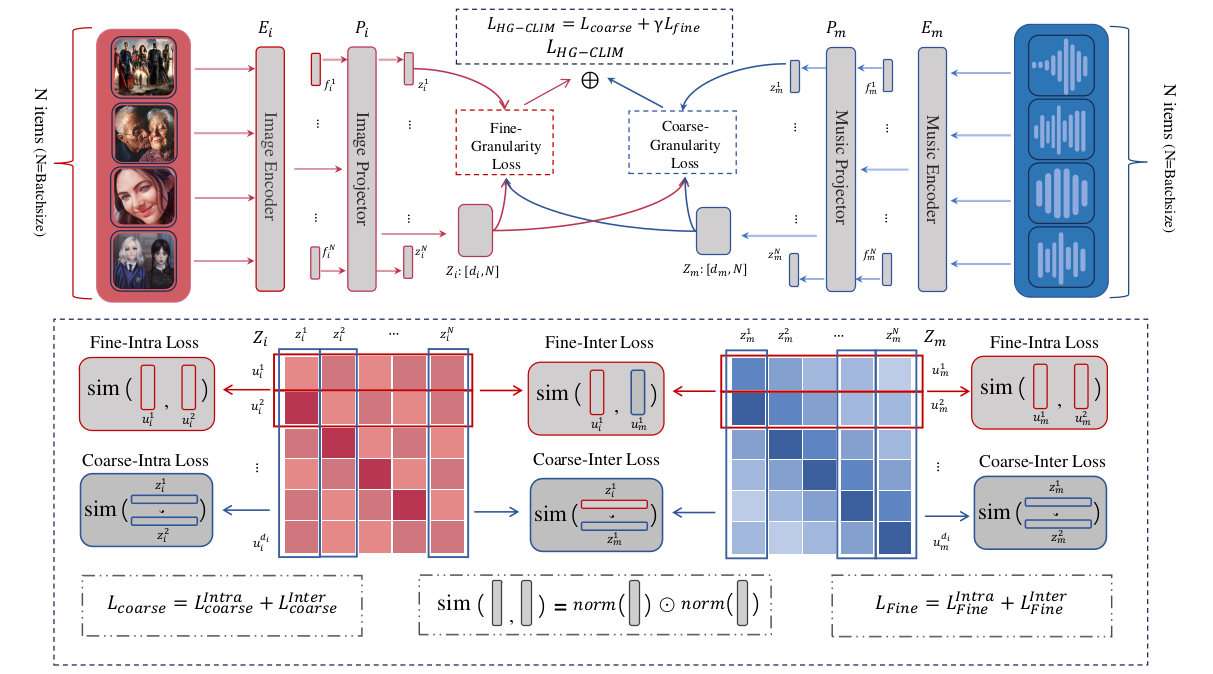 L_{HG-CLIM} = L_{coarse} + γL_{fine}
L_{HG-CLIM}
⊕
E_i
P_i
P_m
E_m
N items (N=Batchsize)
Image Encoder
Image Projector
f_i^1
z_i^1
⋮
f_i^N
z_i^N
Fine-
Granularity
Loss
Coarse-
Granularity
Loss
Z_i: [d_i, N]
Z_m: [d_m, N]
z_m^1
f_m^1
z_m^N
f_m^N
Music Projector
Music Encoder
N items (N=Batchsize)
Fine-Intra Loss
sim ( , )
u_i^1 u_i^2
Coarse-Intra Loss
z_i^1
sim ( , )
z_i^2
Z_i z_i^1 z_i^2 ... z_i^N
u_i^1
u_i^2
⋮
u_i^{d_i}
Fine-Inter Loss
sim ( , )
u_i^1 u_m^1
Coarse-Inter Loss
z_i^1
sim ( , )
z_m^1
z_m^1 z_m^2 ... z_m^N Z_m
u_m^1
u_m^2
⋮
u_m^{d_i}
Fine-Intra Loss
sim ( , )
u_m^1 u_m^2
Coarse-Inter Loss
z_m^1
sim ( , )
z_m^2
L_{coarse} = L_{coarse}^{Intra} + L_{coarse}^{Inter}
sim ( , ) = norm( ) ⊙ norm( )
L_{Fine} = L_{Fine}^{Intra} + L_{Fine}^{Inter}